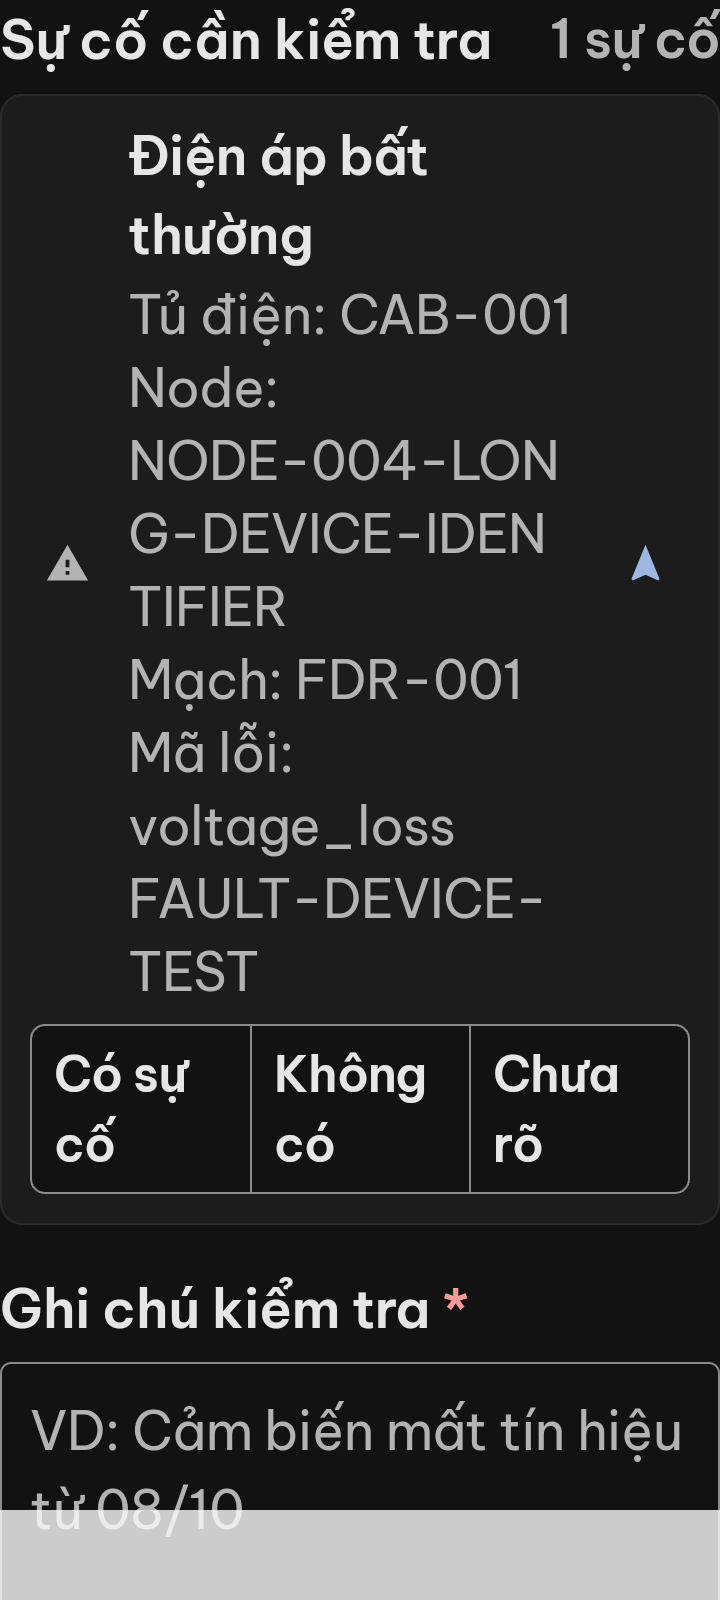 Sự cố cần kiểm tra 1 sự cố
Điện áp bất
thường
Tủ điện: CAB-001
Node:
NODE-004-LON
G-DEVICE-IDEN
TIFIER
Mạch: FDR-001
Mã lỗi:
voltage_loss
FAULT-DEVICE-
TEST
Có sự
cố
Không
có
Chưa
rõ
Ghi chú kiểm tra *
VD: Cảm biến mất tín hiệu
từ 08/10